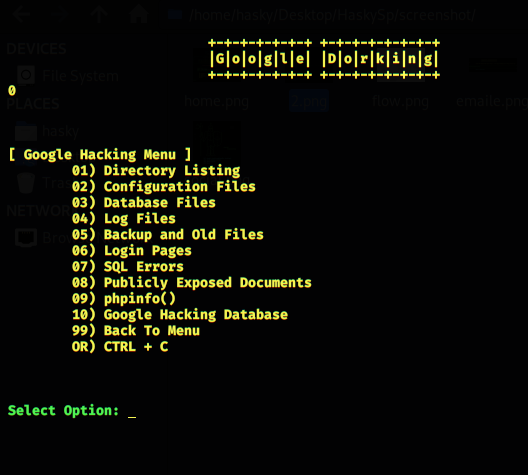 /home/hasky/Desktop/HaskySp/screenshot/
+-+-+-+-+-+-+ +-+-+-+-+-+-+-+
|G|o|o|g|l|e| |D|o|r|k|i|n|g|
+-+-+-+-+-+-+ +-+-+-+-+-+-+-+
DEVICES
File System
0
PLACES
home.png
flow.png
hasky
[ Google Hacking Menu ]
01) Directory Listing
02) Configuration Files
03) Database Files
04) Log Files
05) Backup and Old Files
06) Login Pages
07) SQL Errors
08) Publicly Exposed Documents
09) phpinfo()
10) Google Hacking Database
99) Back To Menu
OR) CTRL + C
Select Option: _